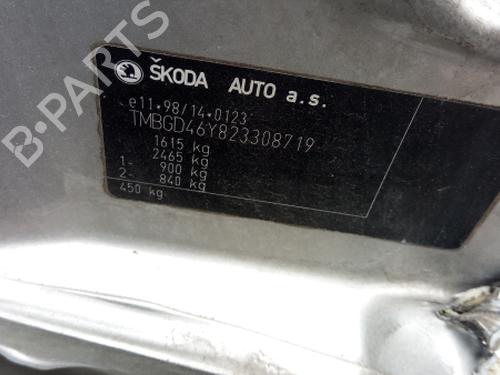 ŠKODA AUTO a.s.
e11*98/14*0123
TMBGD46Y823308719
1615 kg
2465 kg
1- 900 kg
2- 840 kg
450 kg